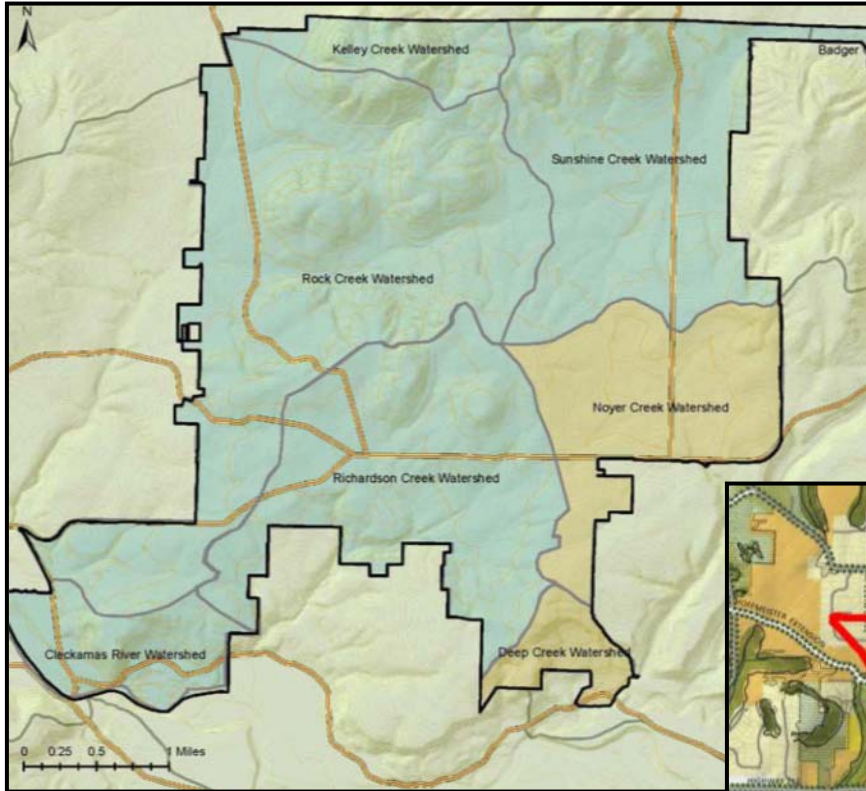 N
Kelley Creek Watershed
Badger
Sunshine Creek Watershed
Rock Creek Watershed
Noyer Creek Watershed
Richardson Creek Watershed
Cleckamas River Watershed
Deep Creek Watershed
0 0.25 0.5 1 Miles